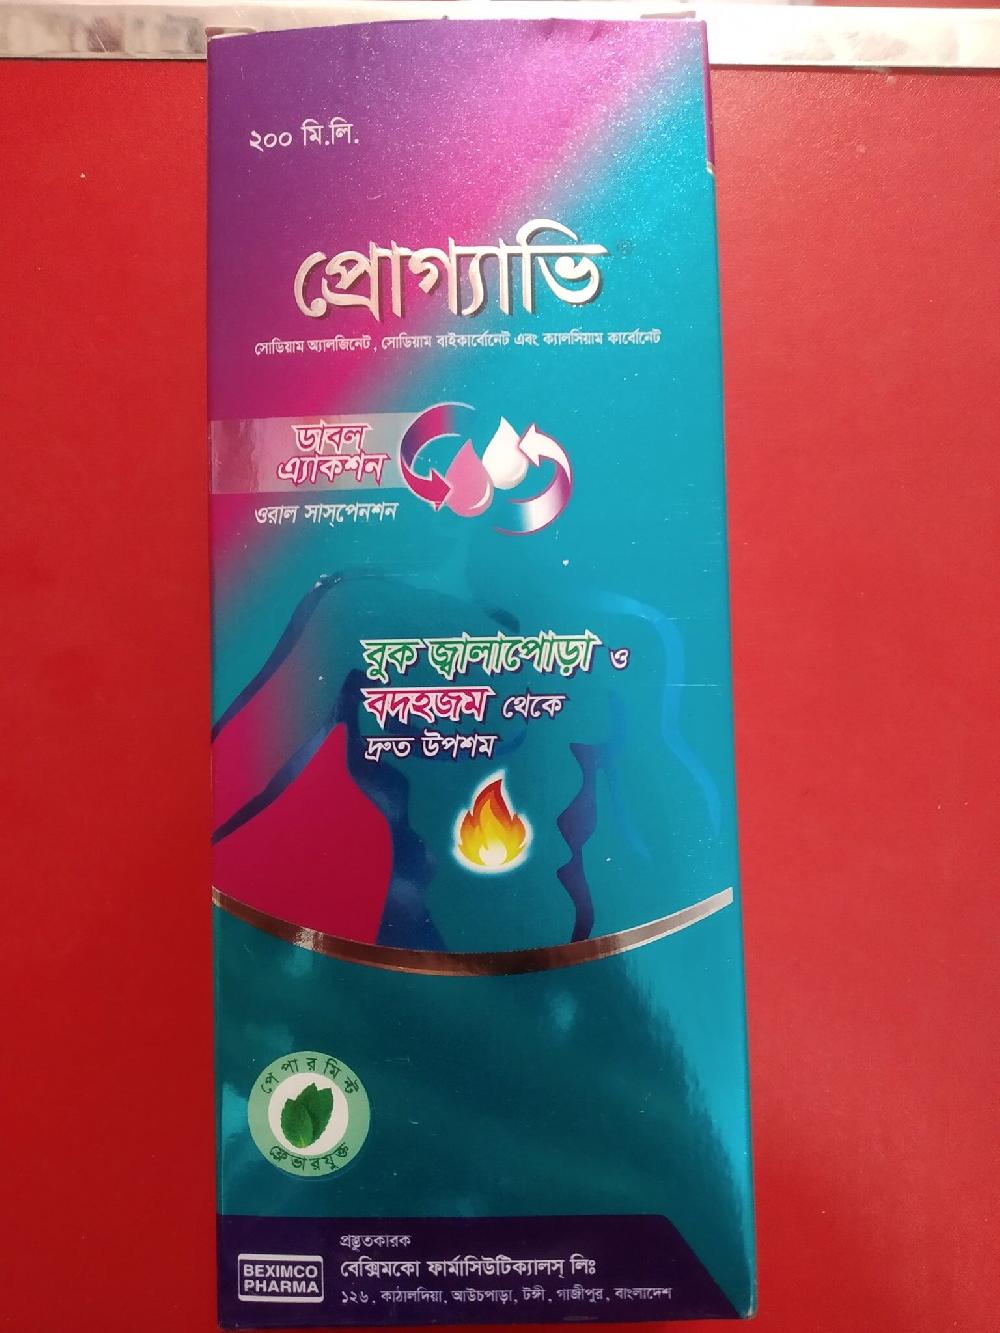 ২০০ মি.লি.
প্রোগ্যাভি®
সোডিয়াম অ্যালজিনেট, সোডিয়াম বাইকার্বোনেট এবং ক্যালসিয়াম কার্বোনেট
ডাবল
এ্যাকশন
ওরাল সাস্পেনশন
বুক জ্বালাপোড়া ও
বদহজম থেকে
দ্রুত উপশম
পেপারমিন্ট
ফ্লেভারযুক্ত
প্রস্তুতকারক
BEXIMCO
PHARMA
বেক্সিমকো ফার্মাসিউটিক্যালস্ লিঃ
১২৬, কাঠালদিয়া, আউচপাড়া, টঙ্গী, গাজীপুর, বাংলাদেশ